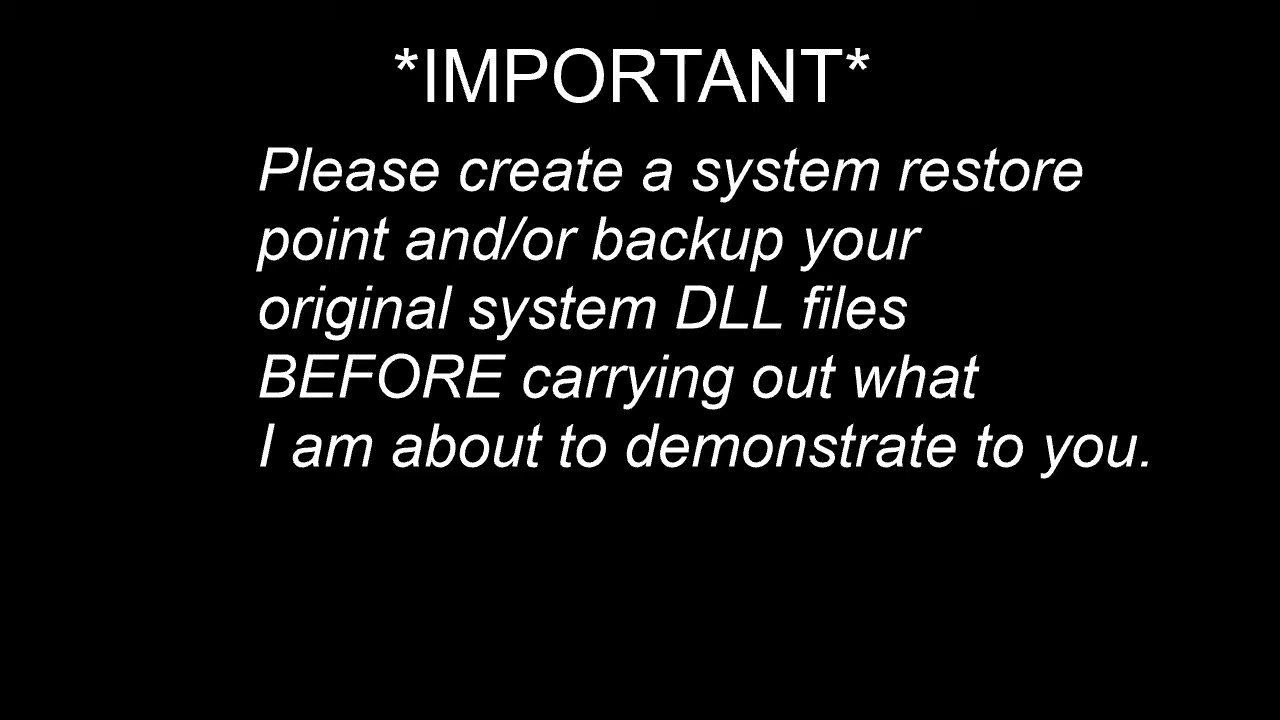 *IMPORTANT*
Please create a system restore
point and/or backup your
original system DLL files
BEFORE carrying out what
I am about to demonstrate to you.